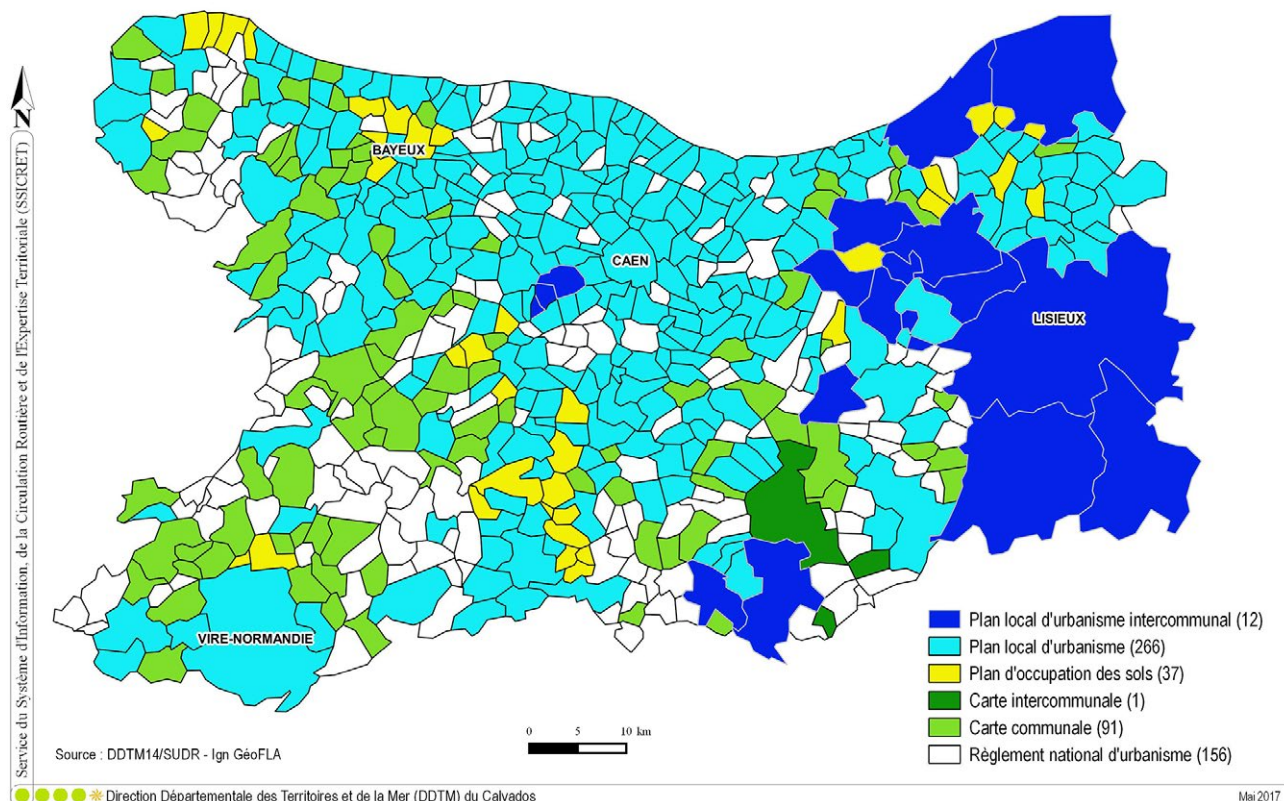 BAYEUX
CAEN
LISIEUX
VIRE-NORMANDIE
N
Service du Système d'Information, de la Circulation Routière et de l'Expertise Territoriale (SSICRET)
Plan local d'urbanisme intercommunal (12)
Plan local d'urbanisme (266)
Plan d'occupation des sols (37)
Carte intercommunale (1)
Carte communale (91)
Règlement national d'urbanisme (156)
0 5 10 km
Source : DDTM14/SUDR - Ign GéoFLA
Direction Départementale des Territoires et de la Mer (DDTM) du Calvados
Mai 2017